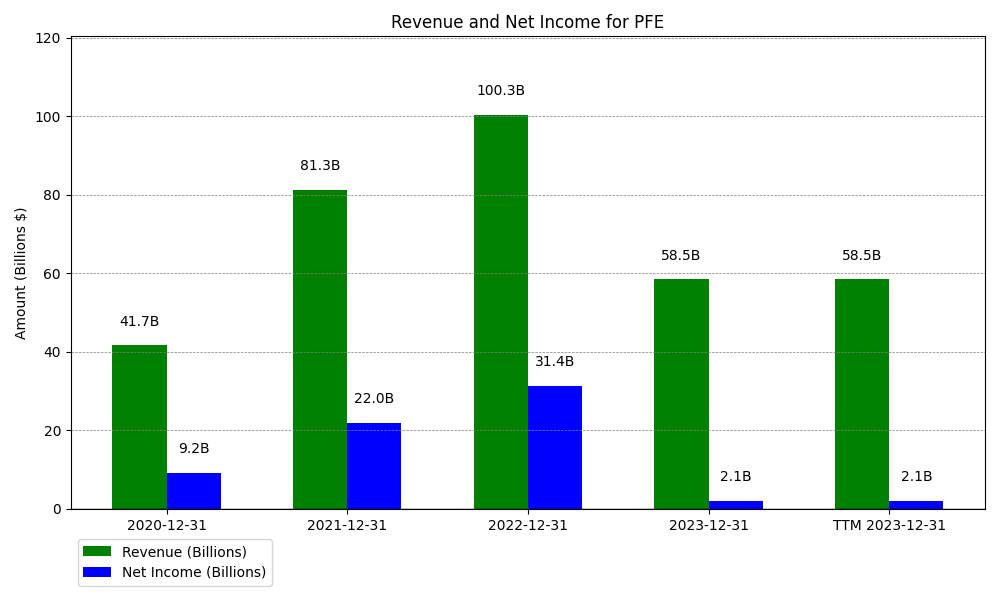 Revenue and Net Income for PFE
Amount (Billions $)
120
100
80
60
40
20
0
41.7B
9.2B
81.3B
22.0B
100.3B
31.4B
58.5B
2.1B
58.5B
2.1B
2020-12-31
2021-12-31
2022-12-31
2023-12-31
TTM 2023-12-31
Revenue (Billions)
Net Income (Billions)